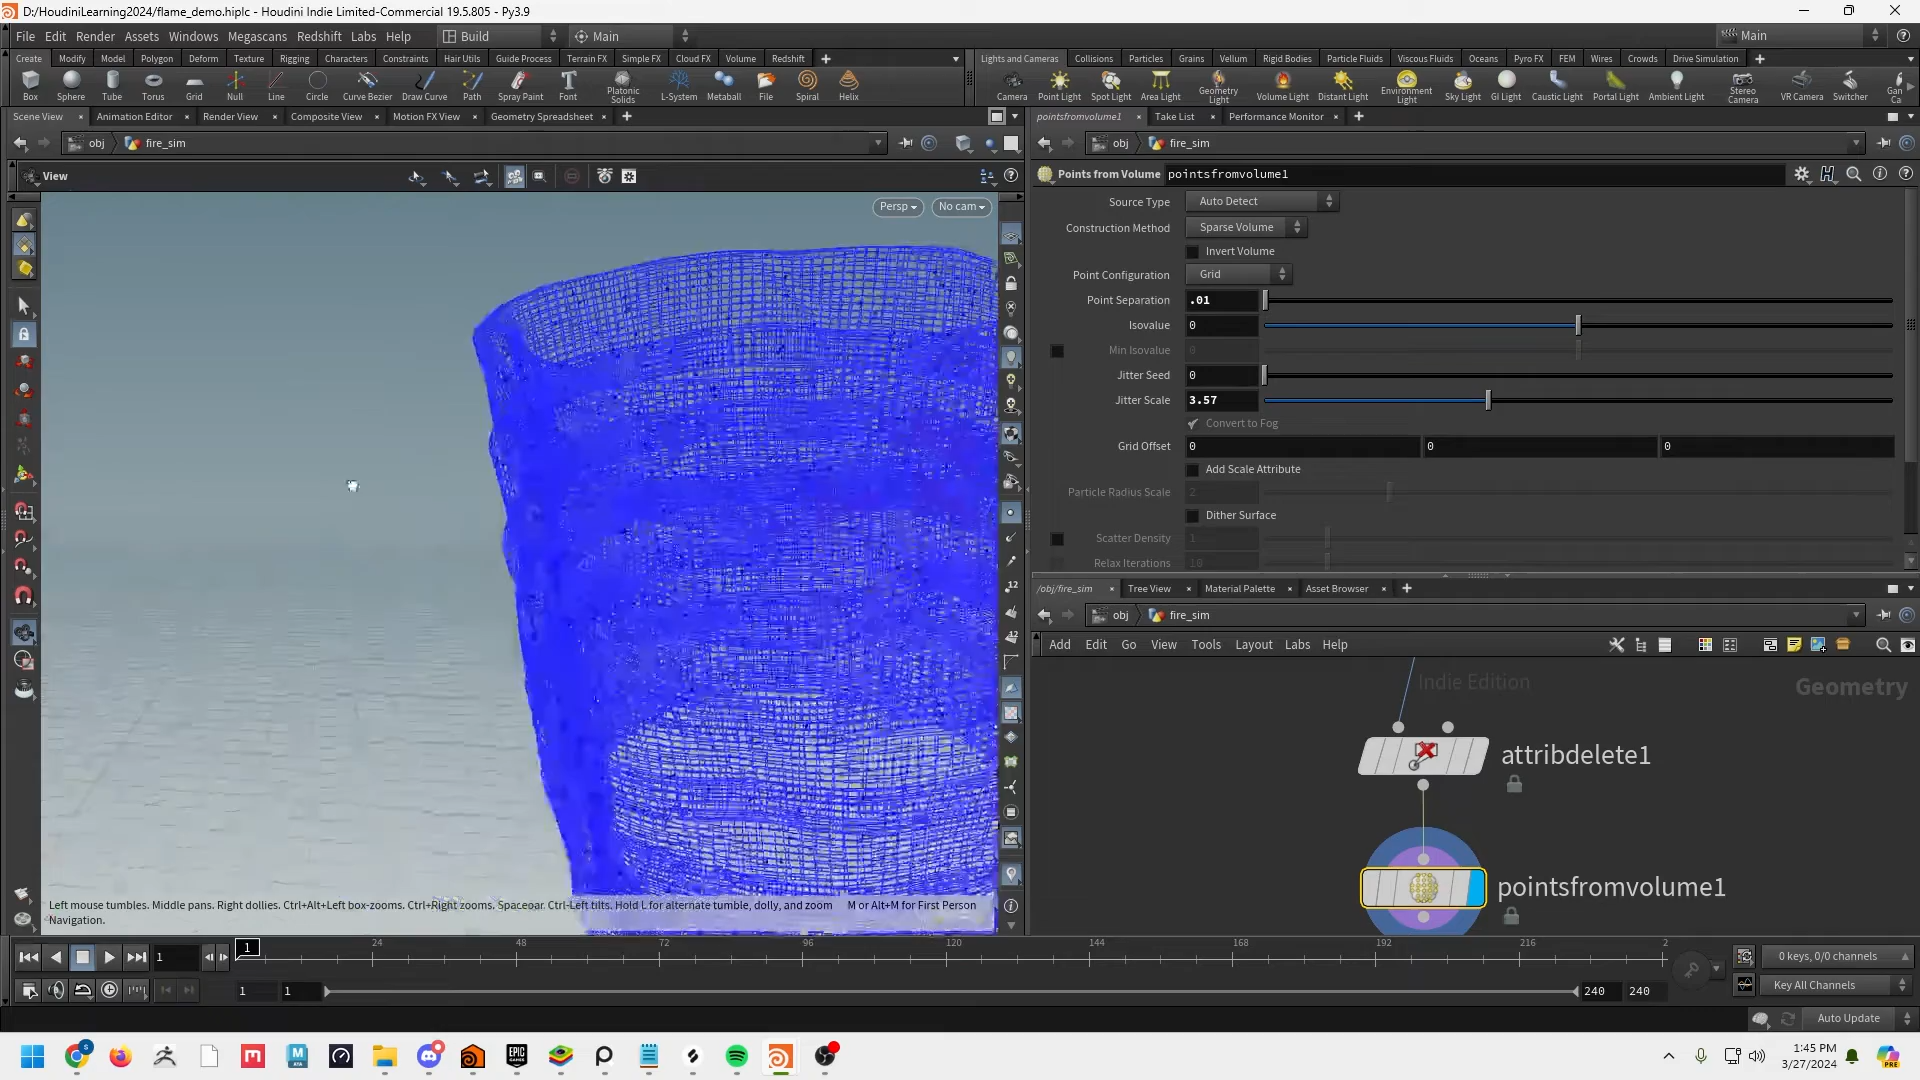 D:/HoudiniLearning2024/flame_demo.hiplc - Houdini Indie Limited-Commercial 19.5.805 - Py3.9
File Edit Render Assets Windows Megascans Redshift Labs Help Build Main Main
Create Modify Model Polygon Deform Texture Rigging Characters Constraints Hair Utils Guide Process Terrain FX Simple FX Cloud FX Volume Redshift
Lights and Cameras Collisions Particles Grains Vellum Rigid Bodies Particle Fluids Viscous Fluids Oceans Pyro FX FEM Wires Crowds Drive Simulation
Box Sphere Tube Torus Grid Null Line Circle Curve Bezier Draw Curve Path Spray Paint Font Platonic Solids L-System Metaball File Spiral Helix
Camera Point Light Spot Light Area Light Geometry Light Volume Light Distant Light Environment Light Sky Light GI Light Caustic Light Portal Light Ambient Light Stereo Camera VR Camera Switcher Gan Ca
Scene View Animation Editor Render View Composite View Motion FX View Geometry Spreadsheet
pointsfromvolume1 Take List Performance Monitor
obj fire_sim
obj fire_sim
View
Persp No cam
Points from Volume pointsfromvolume1
Source Type Auto Detect
Construction Method Sparse Volume
Invert Volume
Point Configuration Grid
Point Separation .01
Isovalue 0
Min Isovalue 0
Jitter Seed 0
Jitter Scale 3.57
Convert to Fog
Grid Offset 0 0 0
Add Scale Attribute
Particle Radius Scale 2
Dither Surface
Scatter Density 1
Relax Iterations 10
/obj/fire_sim Tree View Material Palette Asset Browser
obj fire_sim
Add Edit Go View Tools Layout Labs Help
Indie Edition
Geometry
attribdelete1
pointsfromvolume1
Left mouse tumbles. Middle pans. Right dollies. Ctrl+Alt+Left box-zooms. Ctrl+Right zooms. Spacebar-Ctrl-Left tilts. Hold L for alternate tumble, dolly, and zoom M or Alt+M for First Person
Navigation.
1 1 24 48 72 96 120 144 168 192 216 2
0 keys, 0/0 channels
1 1 240 240
Key All Channels
Auto Update
1:45 PM
3/27/2024